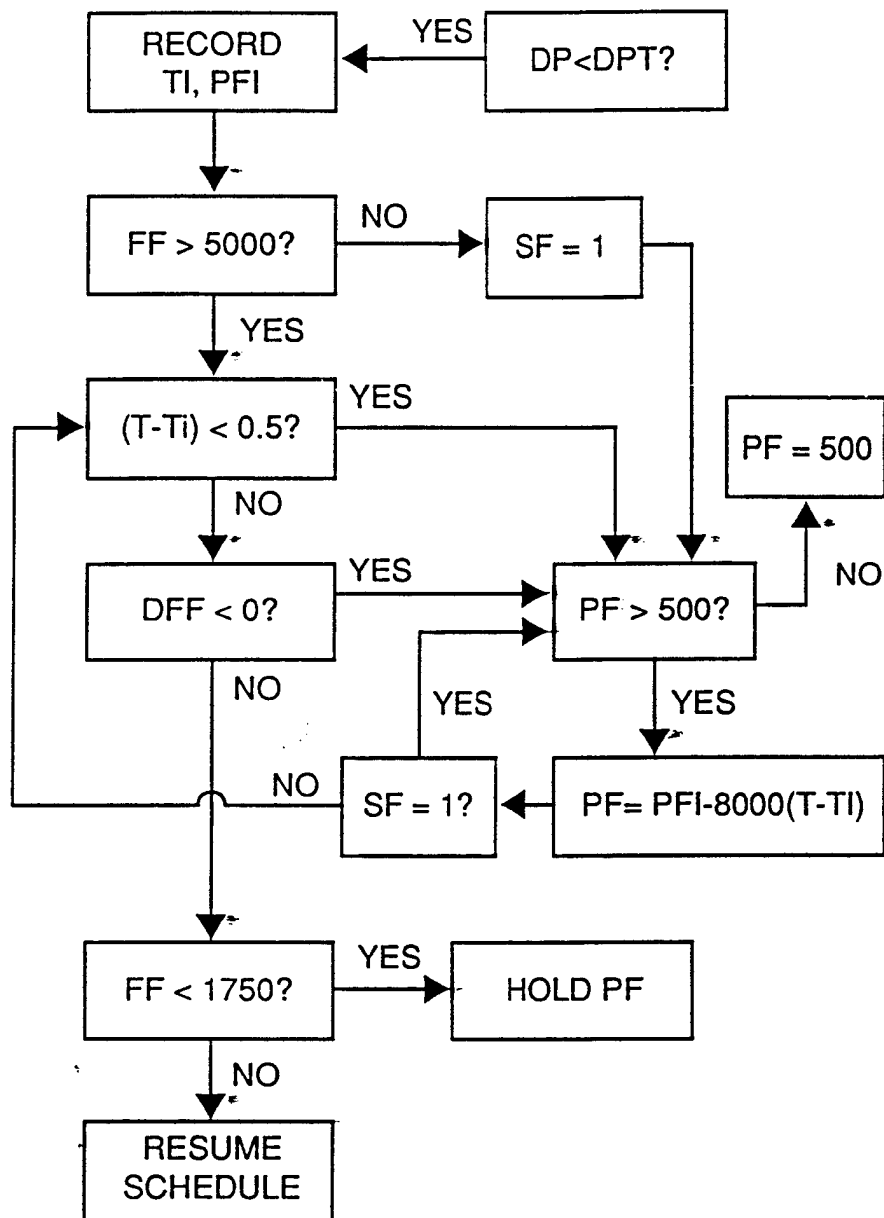 RECORD
TI, PFI
YES
DP<DPT?
FF > 5000?
NO
SF = 1
YES
(T-Ti) < 0.5?
YES
PF = 500
NO
DFF < 0?
YES
PF > 500?
NO
NO
YES
YES
NO
SF = 1?
PF= PFI-8000(T-TI)
FF < 1750?
YES
HOLD PF
NO
RESUME
SCHEDULE